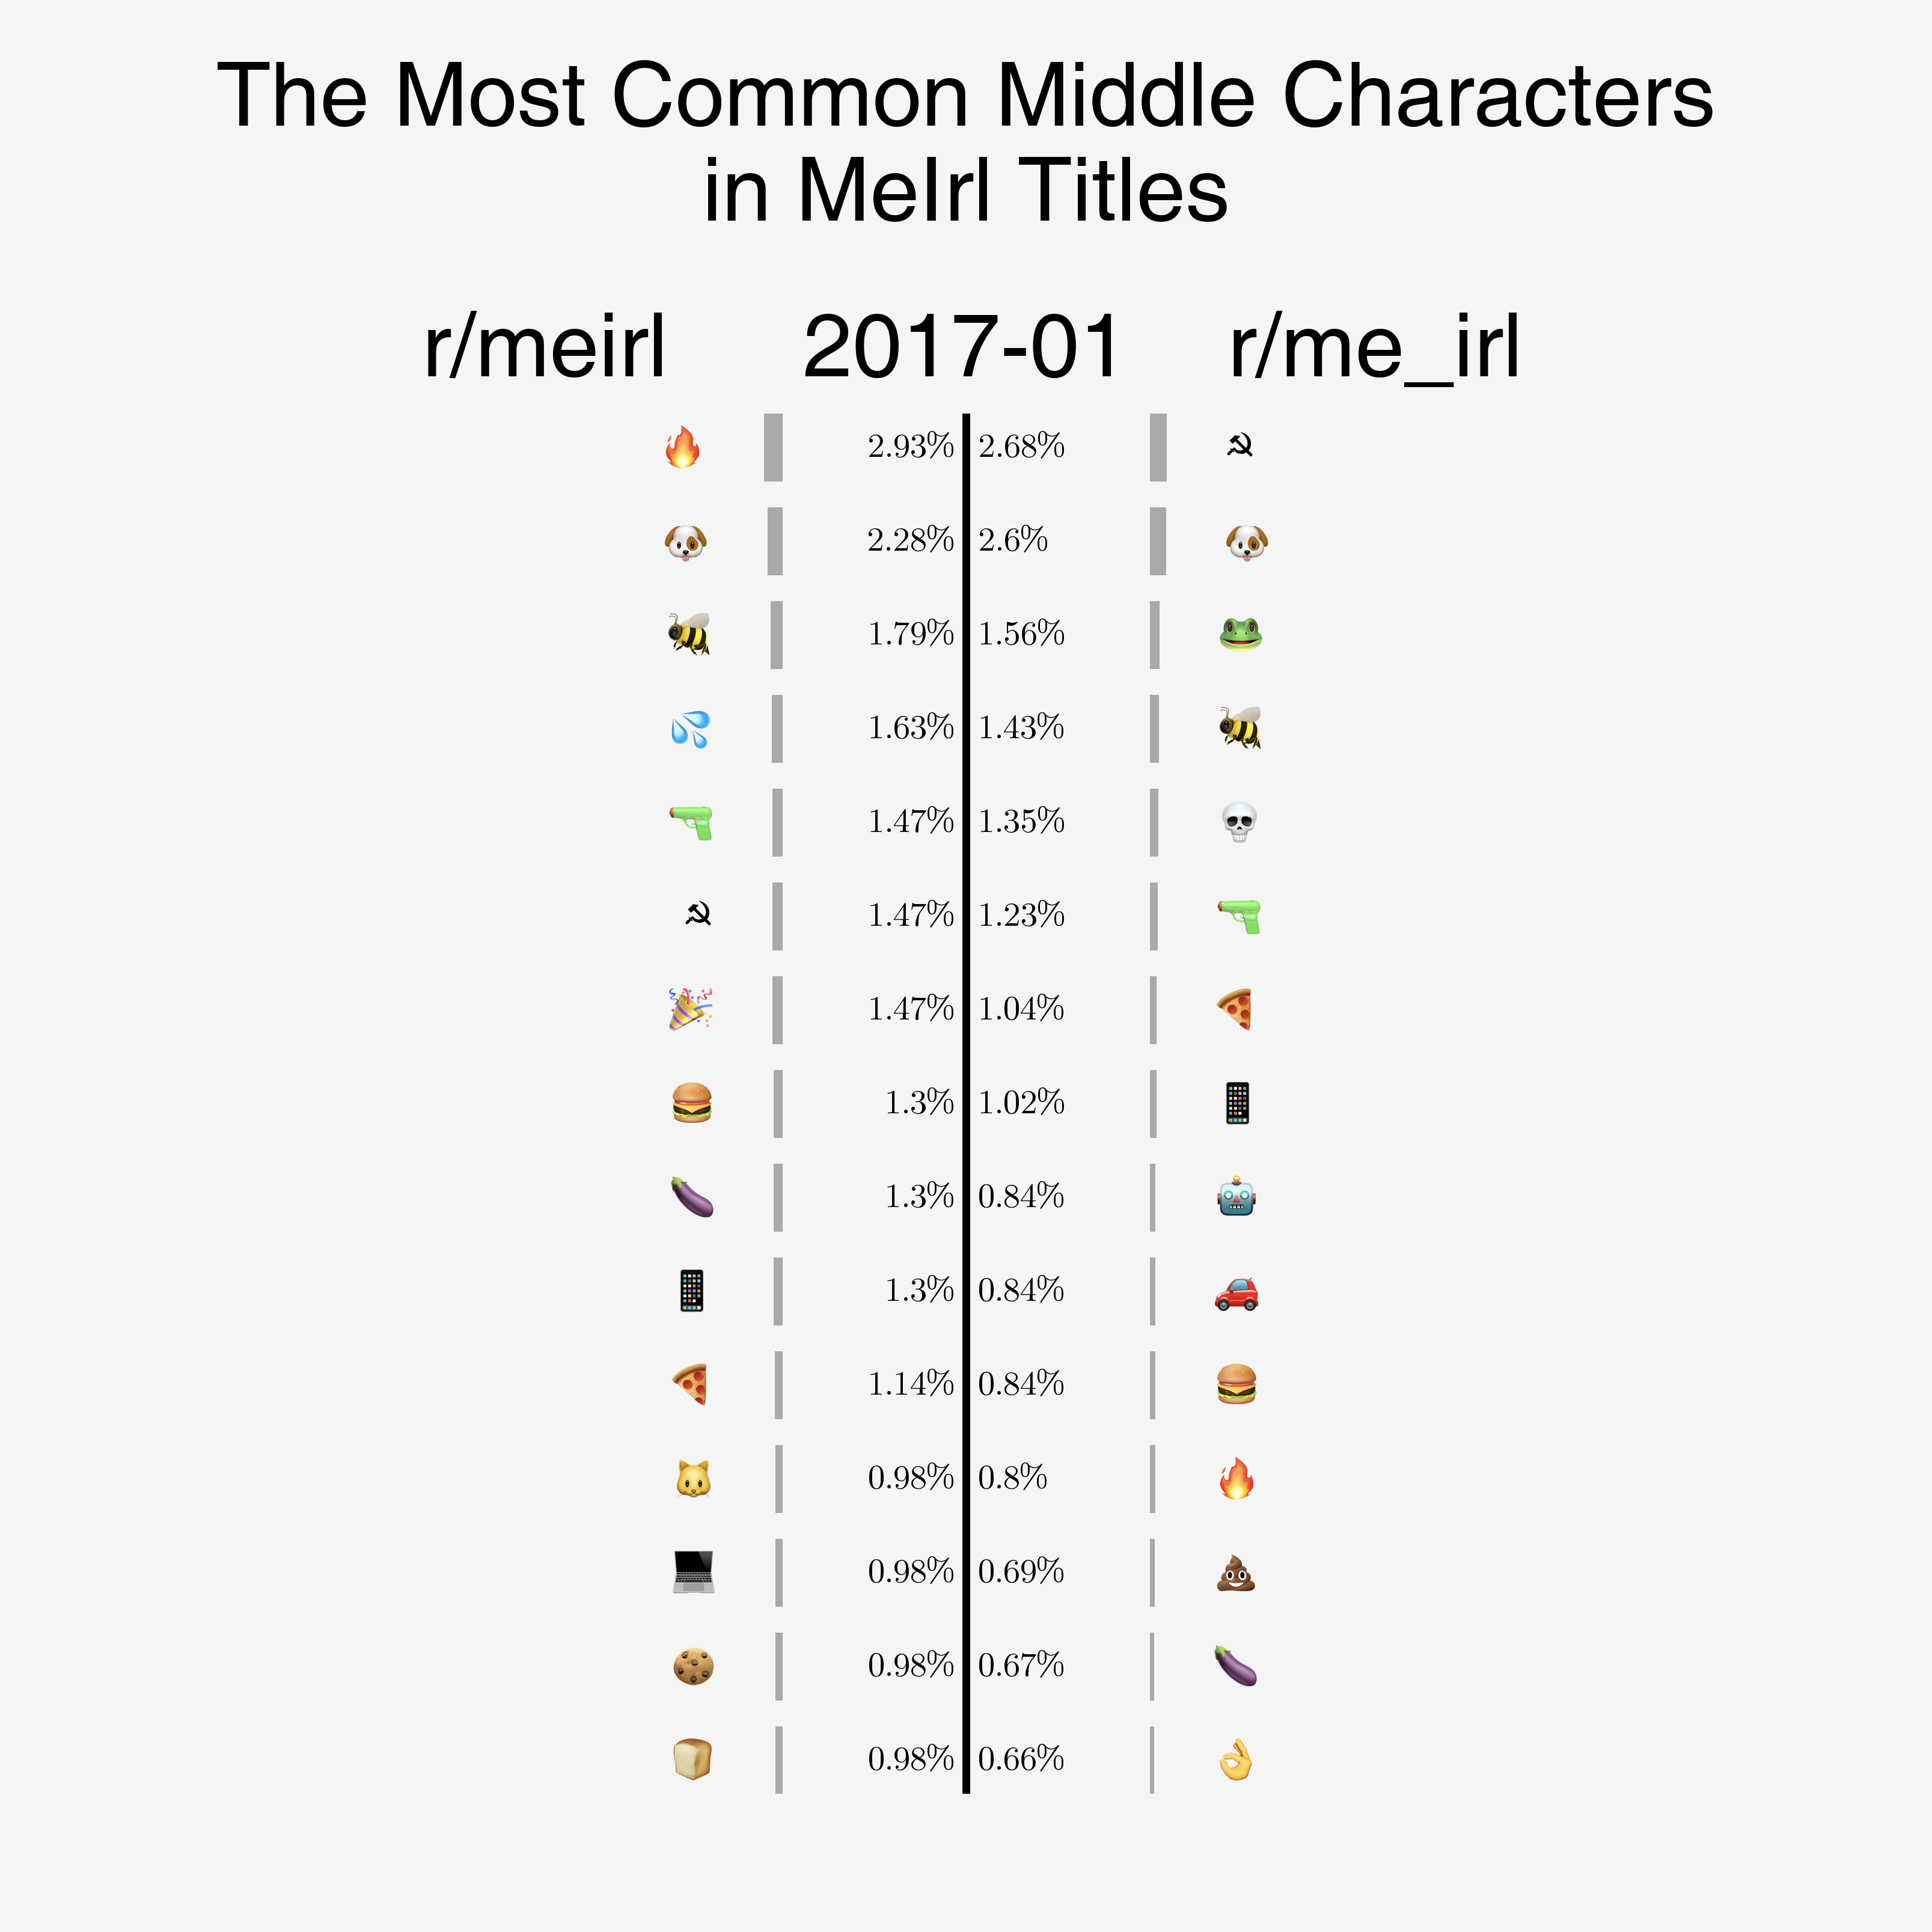 The Most Common Middle Characters
in MeIrl Titles
r/meirl 2017-01 r/me_irl
🔥 2.93% 2.68% ☭
🐶 2.28% 2.6% 🐶
🐝 1.79% 1.56% 🐸
💦 1.63% 1.43% 🐝
🔫 1.47% 1.35% 💀
☭ 1.47% 1.23% 🔫
🎉 1.47% 1.04% 🍕
🍔 1.3% 1.02% 📱
🍆 1.3% 0.84% 🤖
📱 1.3% 0.84% 🚗
🍕 1.14% 0.84% 🍔
🐱 0.98% 0.8% 🔥
💻 0.98% 0.69% 💩
🍪 0.98% 0.67% 🍆
🍞 0.98% 0.66% 👌